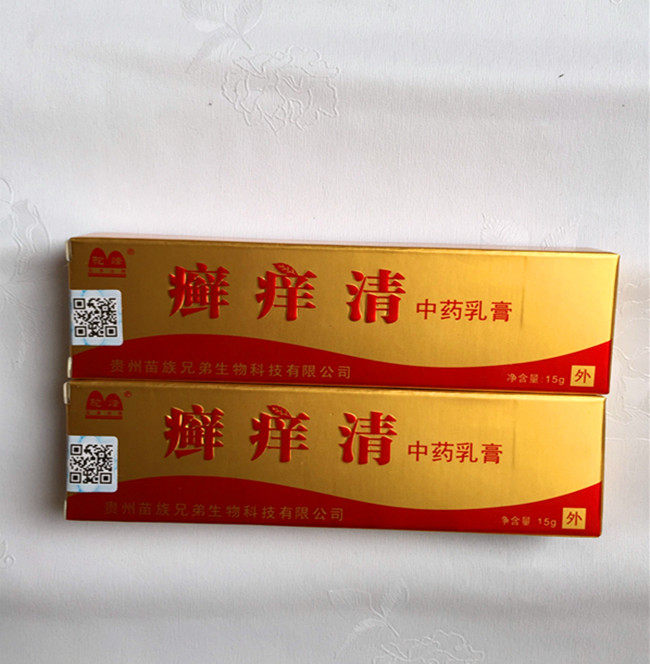 乾淦
癣痒清 中药乳膏
贵州苗族兄弟生物科技有限公司
净含量:15g 外
癣痒清 中药乳膏
贵州苗族兄弟生物科技有限公司
净含量 15g 外